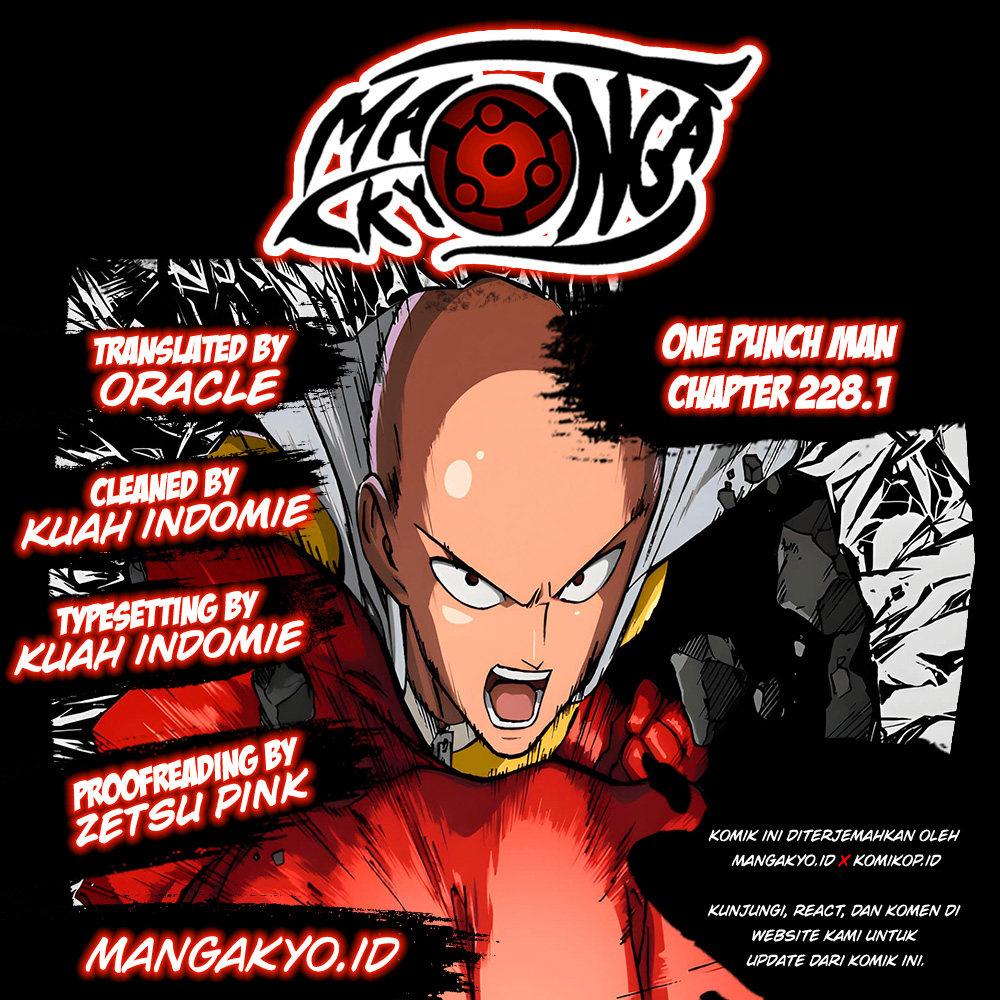 MANGA
KYO
TRANSLATED BY
ORACLE
ONE PUNCH MAN
CHAPTER 228.1
CLEANED BY
KUAH INDOMIE
TYPESETTING BY
KUAH INDOMIE
PROOFREADING BY
ZETSU PINK
MANGAKYO.ID
KOMIK INI DITERJEMAHKAN OLEH
MANGAKYO.ID X KOMIKOP.ID
KUNJUNGI, REACT, DAN KOMEN DI
WEBSITE KAMI UNTUK
UPDATE DARI KOMIK INI.